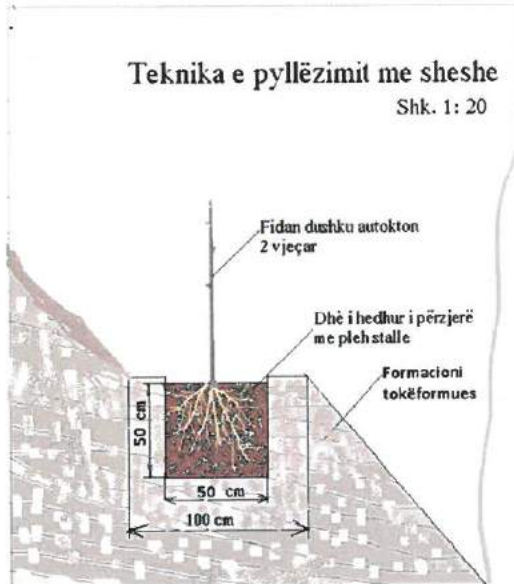 Teknika e pyllëzimit me sheshe
Shk. 1: 20
Fidan dushku autokton
2 vjeçar
Dhè i hedhur i përzjerë
me pleh stalle
Formacioni
tokëformues
50 cm
50 cm
100 cm